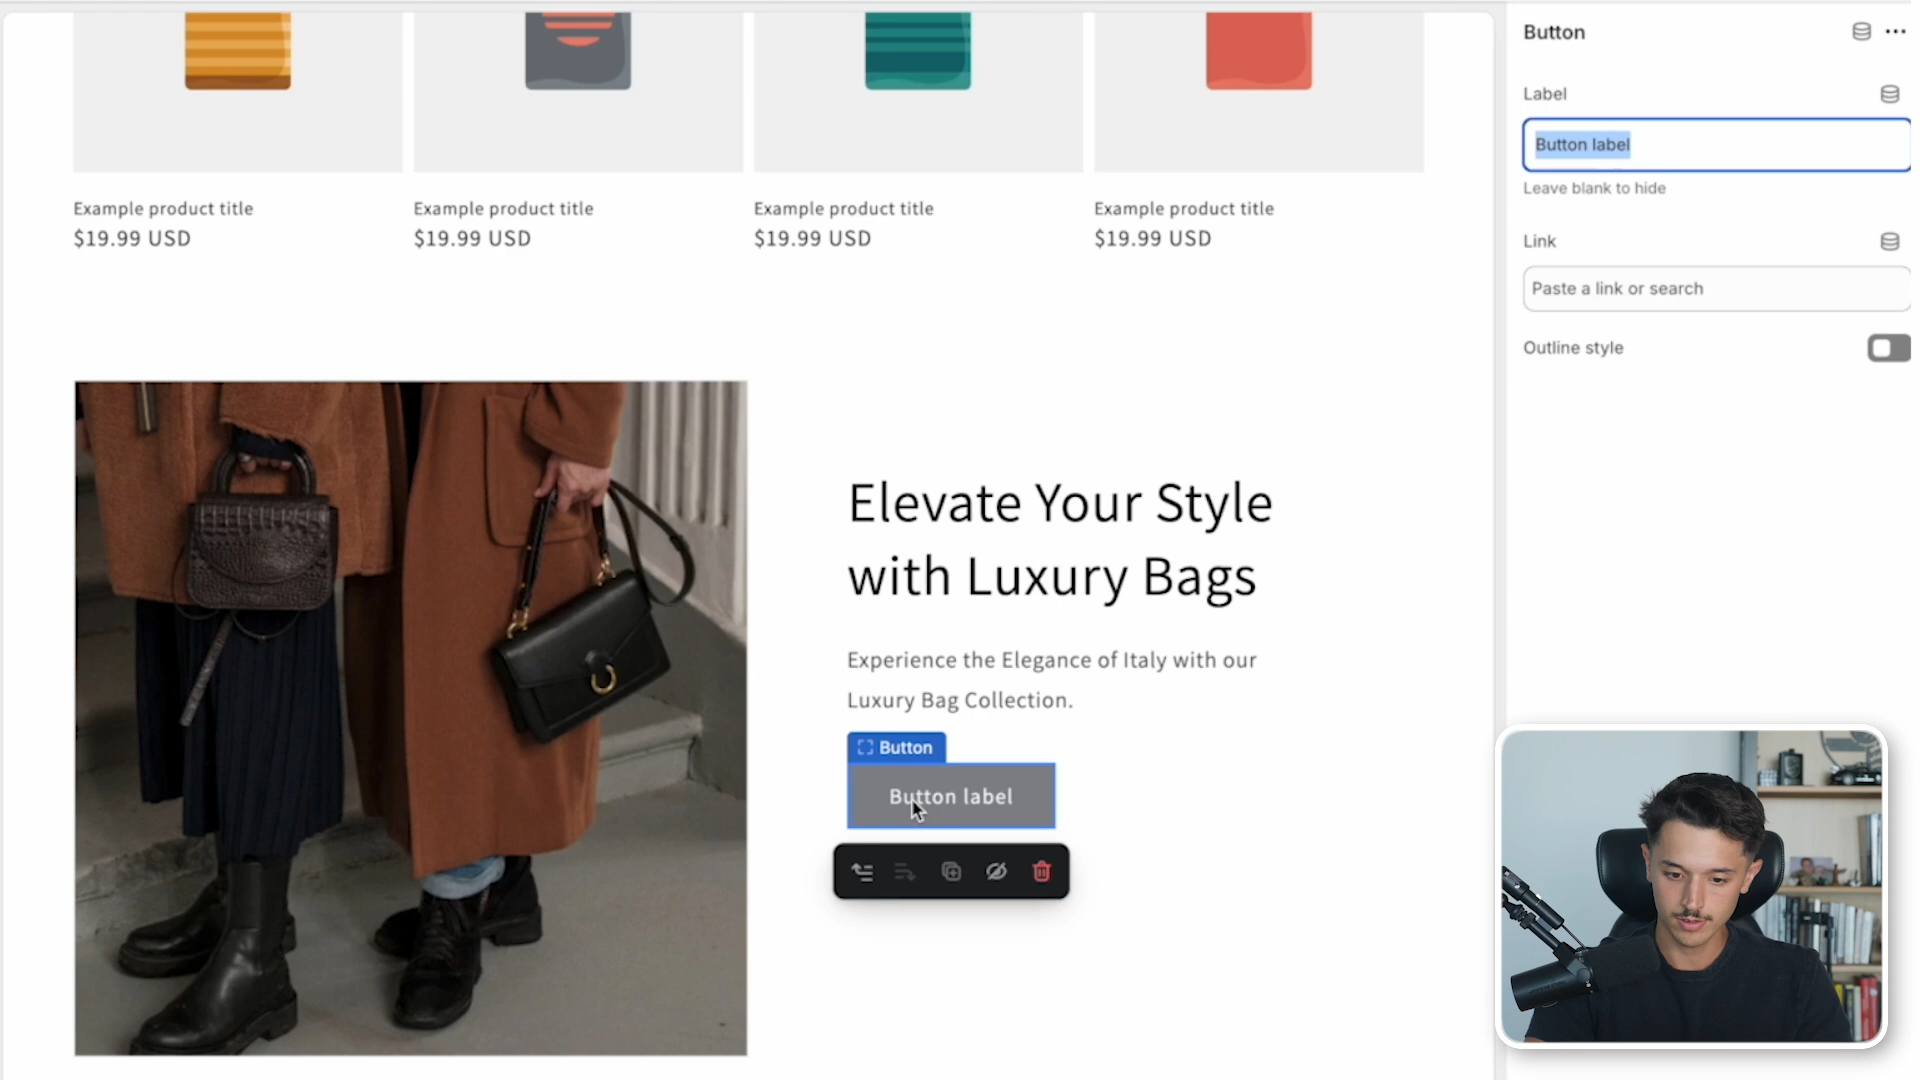 Button
Label
Button label
Leave blank to hide
Link
Paste a link or search
Outline style
Example product title
$19.99 USD
Example product title
$19.99 USD
Example product title
$19.99 USD
Example product title
$19.99 USD
Elevate Your Style
with Luxury Bags
Experience the Elegance of Italy with our
Luxury Bag Collection.
Button
Button label